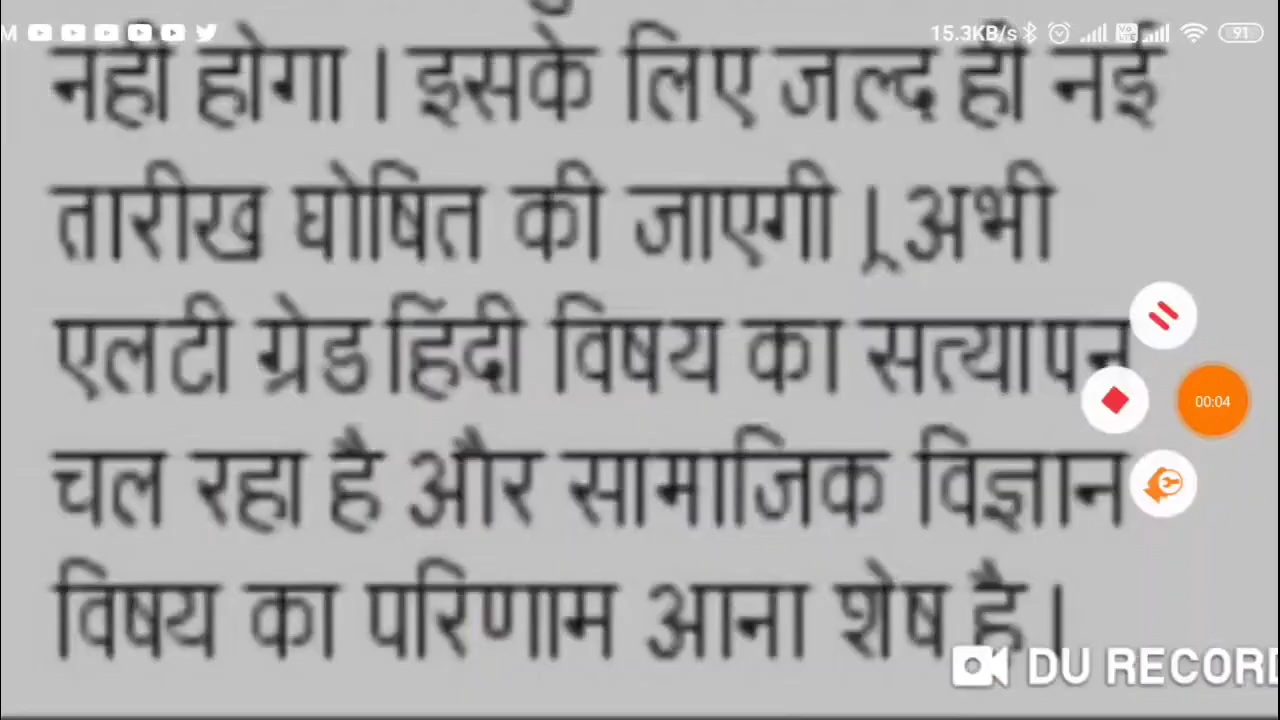 M 15.3KB/s 91
नही होगा । इसके लिए जल्द ही नई
तारीख घोषित की जाएगी । अभी
एलटी ग्रेड हिंदी विषय का सत्यापन
00:04
चल रहा है और सामाजिक विज्ञान
विषय का परिणाम आना शेष है ।
DU RECORD